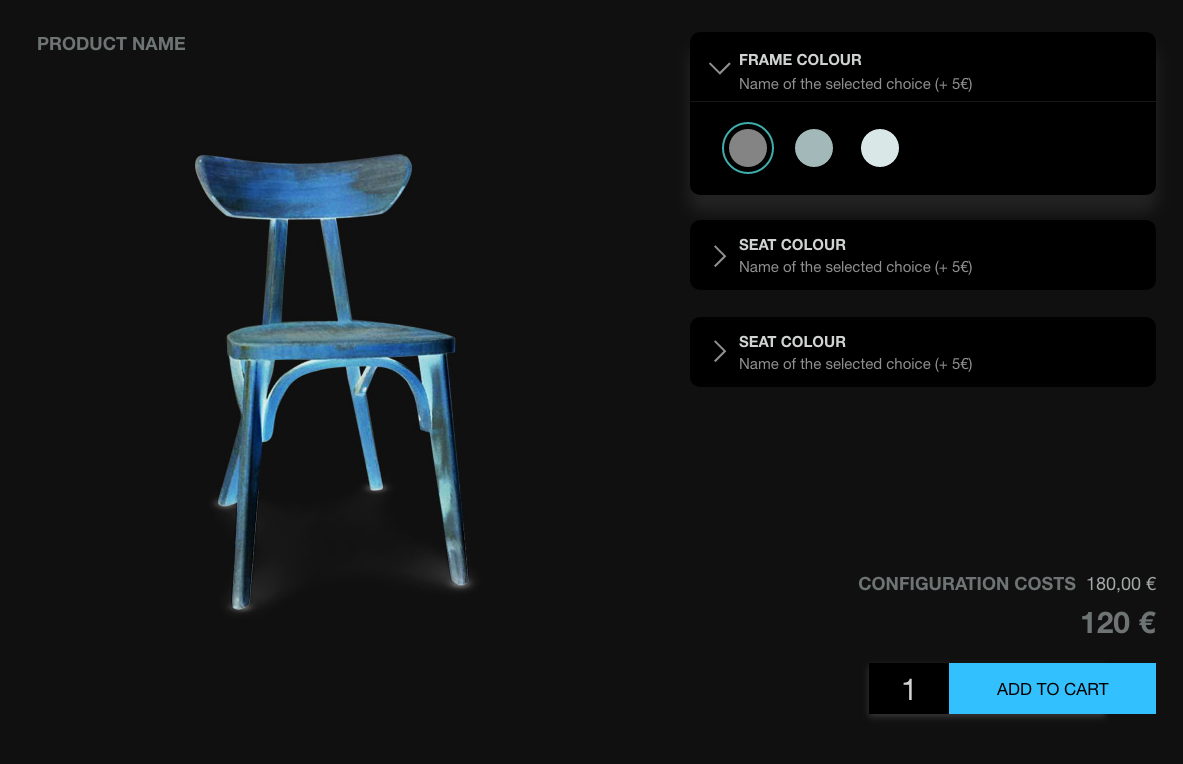 PRODUCT NAME
FRAME COLOUR
Name of the selected choice (+ 5€)
SEAT COLOUR
Name of the selected choice (+ 5€)
SEAT COLOUR
Name of the selected choice (+ 5€)
CONFIGURATION COSTS 180,00 €
120 €
1 ADD TO CART